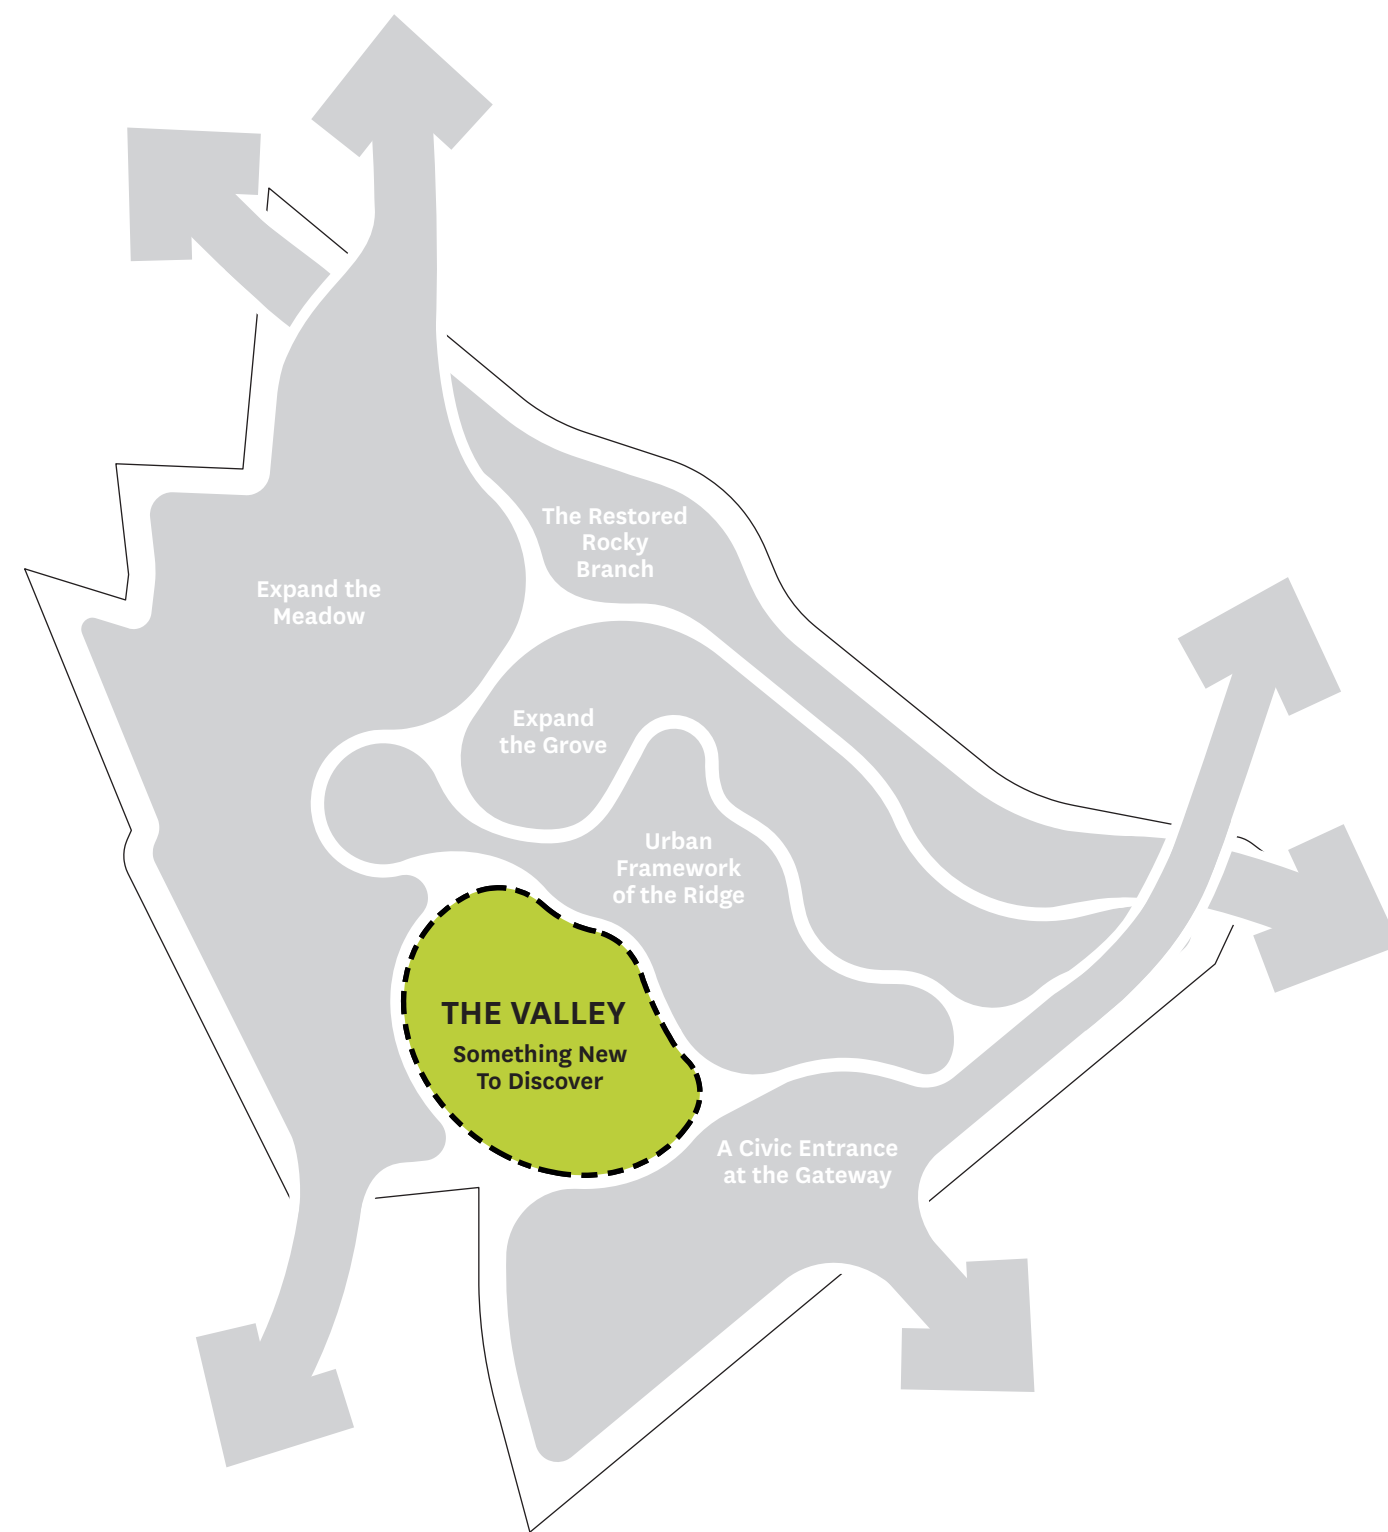 The Restored
Rocky
Branch
Expand the
Meadow
Expand
the Grove
Urban
Framework
of the Ridge
THE VALLEY
Something New
To Discover
A Civic Entrance
at the Gateway